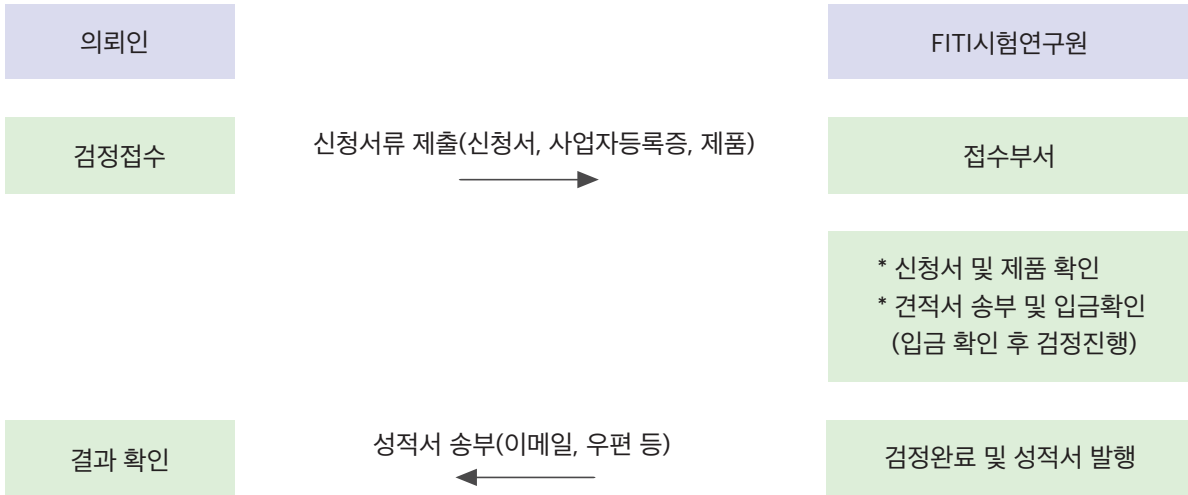 의뢰인
FITI시험연구원
검정접수
신청서류 제출(신청서, 사업자등록증, 제품)
접수부서
* 신청서 및 제품 확인
* 견적서 송부 및 입금확인
(입금 확인 후 검정진행)
결과 확인
성적서 송부(이메일, 우편 등)
검정완료 및 성적서 발행